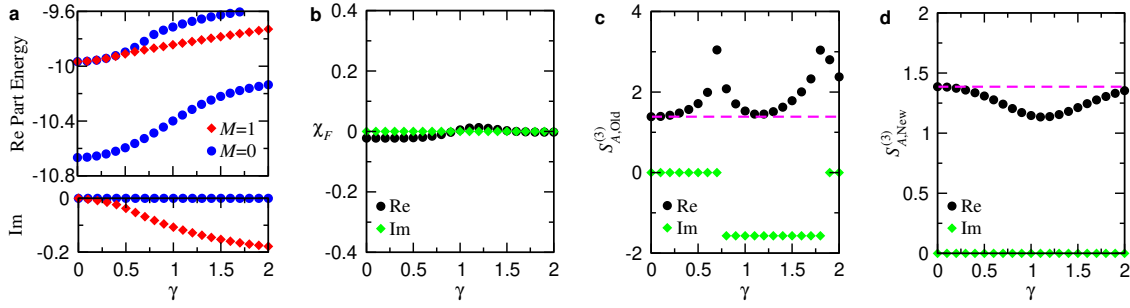 a
Re Part Energy
-9.6
-10
-10.4
-10.8
M=1
M=0
Im
0
-0.2
0 0.5 1 1.5 2
γ
b
χF
0.4
0.2
0
-0.2
-0.4
Re
Im
0 0.5 1 1.5 2
γ
c
S(3)A,Old
4
2
0
-2
Re
Im
0 0.5 1 1.5 2
γ
d
S(3)A,New
2
1.5
1
0.5
0
Re
Im
0 0.5 1 1.5 2
γ